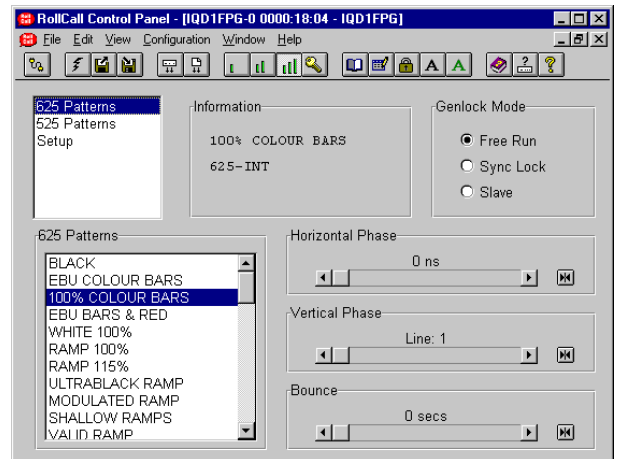 RollCall Control Panel - [IQD1FPG-0 0000:18:04 - IQD1FPG]
File Edit View Configuration Window Help
A A
625 Patterns
525 Patterns
Setup
Information
100% COLOUR BARS
625-INT
Genlock Mode
Free Run
Sync Lock
Slave
625 Patterns
BLACK
EBU COLOUR BARS
100% COLOUR BARS
EBU BARS & RED
WHITE 100%
RAMP 100%
RAMP 115%
ULTRABLACK RAMP
MODULATED RAMP
SHALLOW RAMPS
VALID RAMP
Horizontal Phase
0 ns
Vertical Phase
Line: 1
Bounce
0 secs